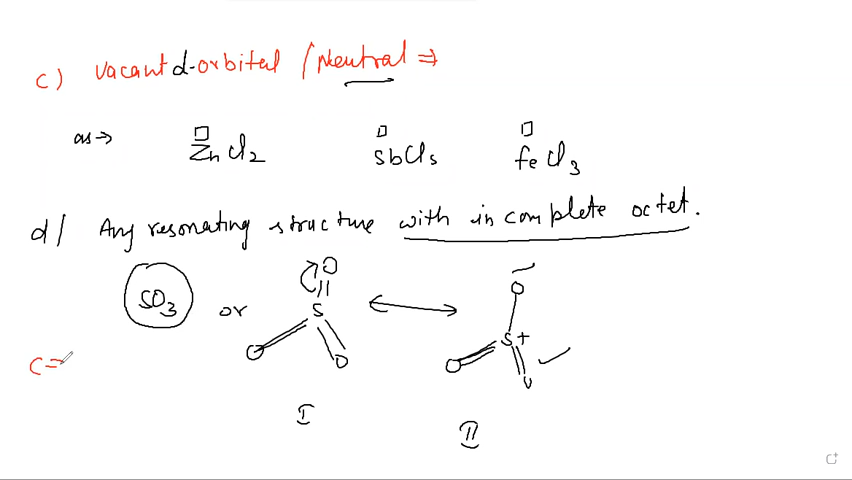 c) vacant d-orbital / Neutral ⇒
as → ZnCl2 SbCl5 FeCl3
d) Any resonating structure with incomplete octet.
SO3 or O S O O ↔ O S+ O O
I II
C =